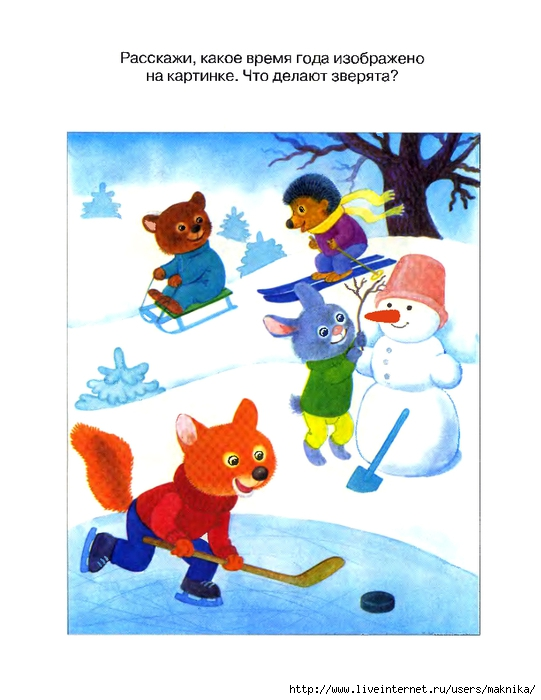 Расскажи, какое время года изображено
на картинке. Что делают зверята?
http://www.liveinternet.ru/users/maknika/